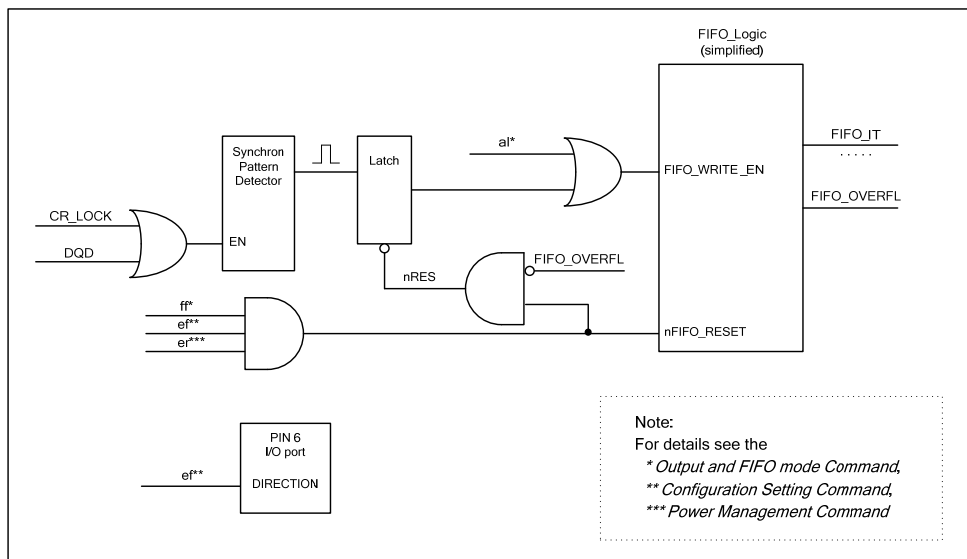 FIFO_Logic
(simplified)
al*
FIFO_IT
.....
Synchron
Pattern
Detector
Latch
FIFO_WRITE_EN
FIFO_OVERFL
CR_LOCK
EN
DQD
FIFO_OVERFL
nRES
ff*
ef**
er***
nFIFO_RESET
PIN 6
I/O port
ef**
DIRECTION
Note:
For details see the
* Output and FIFO mode Command,
** Configuration Setting Command,
*** Power Management Command